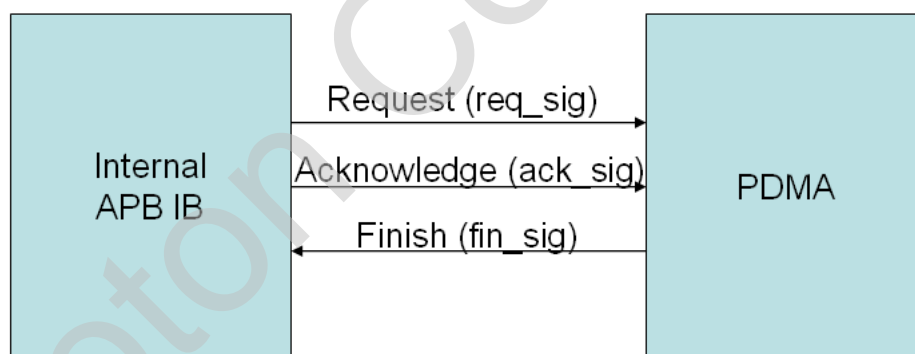 Request (req_sig)
Internal
APB IB
Acknowledge (ack_sig)
PDMA
Finish (fin_sig)